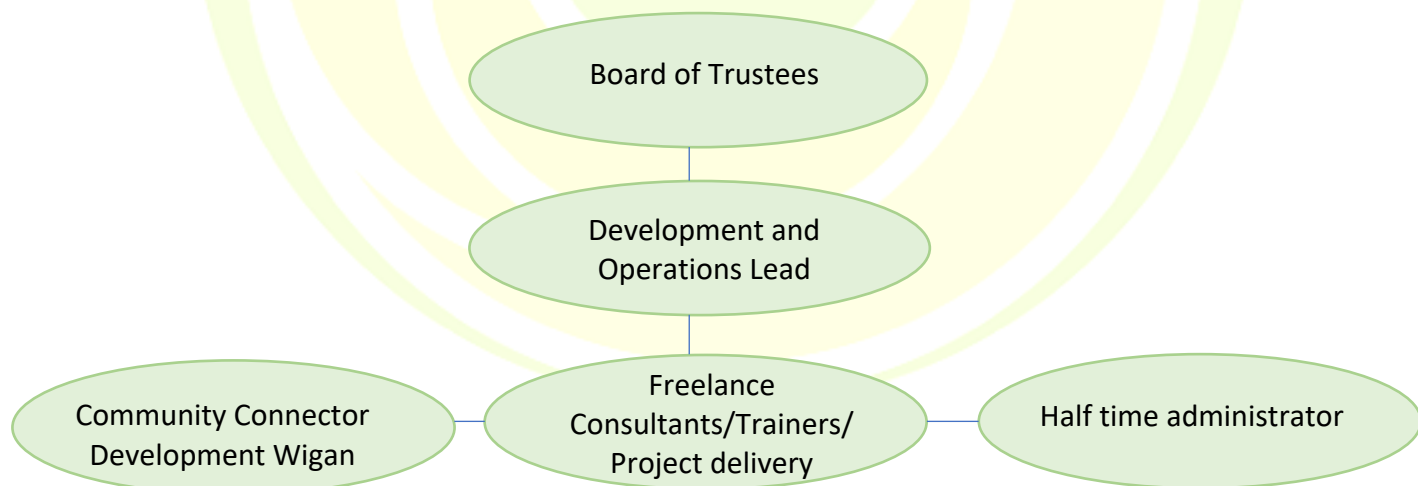 Board of Trustees
Development and
Operations Lead
Community Connector
Development Wigan
Freelance
Consultants/Trainers/
Project delivery
Half time administrator